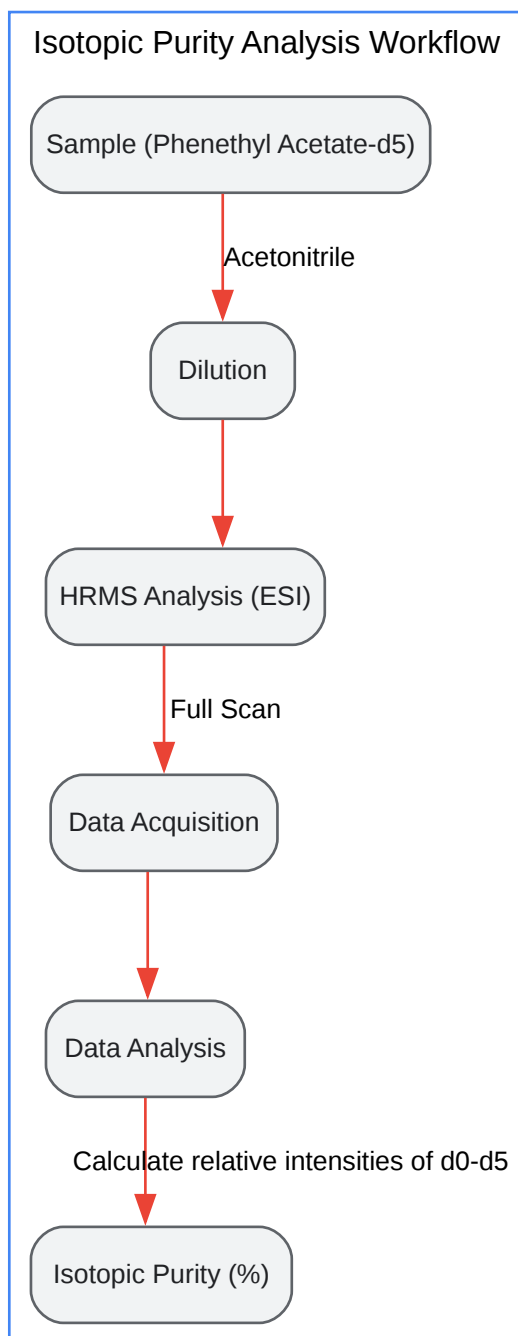 Isotopic Purity Analysis Workflow
Sample (Phenethyl Acetate-d5)
Acetonitrile
Dilution
HRMS Analysis (ESI)
Full Scan
Data Acquisition
Data Analysis
Calculate relative intensities of d0-d5
Isotopic Purity (%)